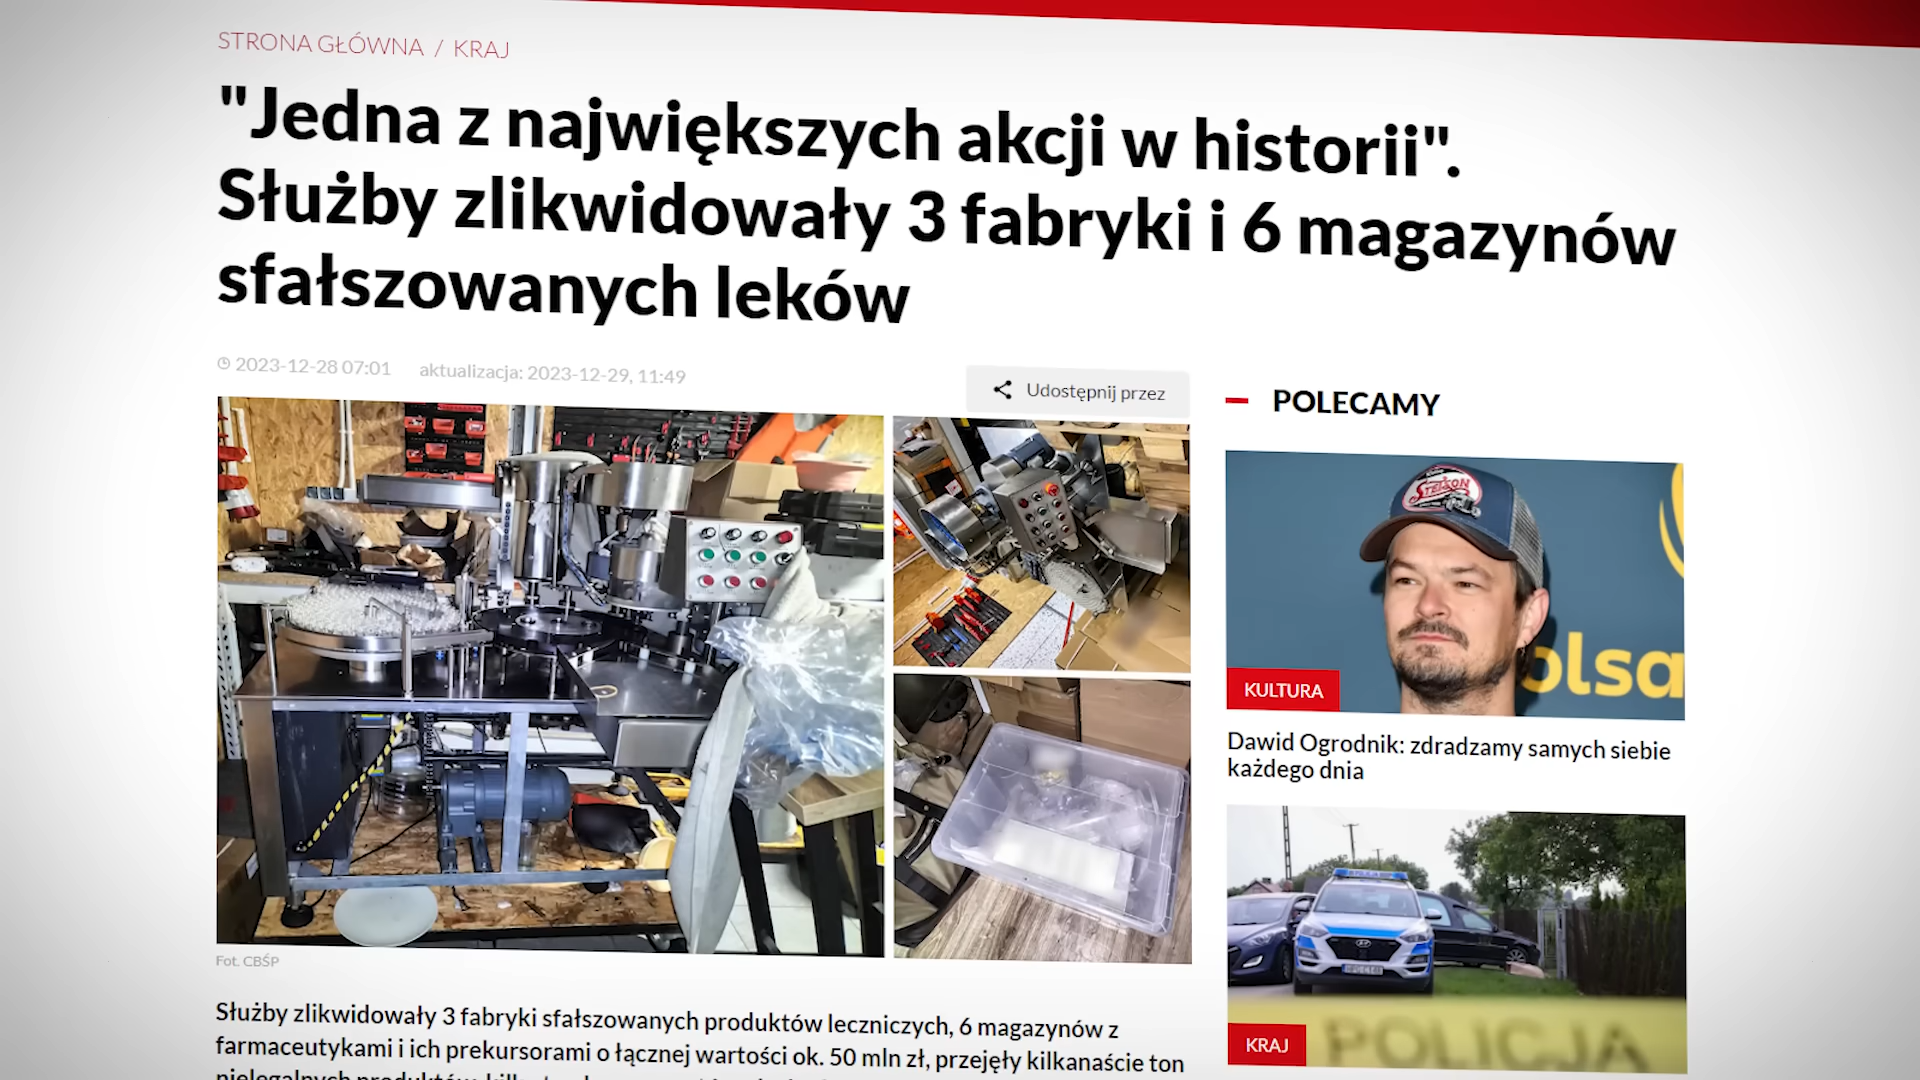 STRONA GŁÓWNA / KRAJ
"Jedna z największych akcji w historii".
Służby zlikwidowały 3 fabryki i 6 magazynów
sfałszowanych leków
2023-12-28 07:01 aktualizacja: 2023-12-29, 11:49
Udostępnij przez
POLECAMY
STETSON
olsa
KULTURA
Dawid Ogrodnik: zdradzamy samych siebie
każdego dnia
POLICJA
KRAJ
Fot. CBŚP
Służby zlikwidowały 3 fabryki sfałszowanych produktów leczniczych, 6 magazynów z
farmaceutykami i ich prekursorami o łącznej wartości ok. 50 mln zł, przejęły kilkanaście ton